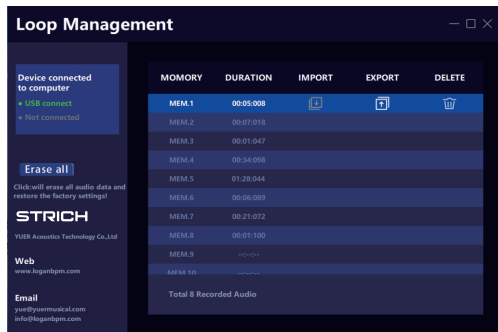 Loop Management
Device connected
to computer
● USB connect
● Not connected
Erase all
Click:will erase all audio data and
restore the factory settings!
STRICH
YUER Acoustics Technology Co.,Ltd
Web
www.loganbpm.com
Email
yue@yuermusical.com
info@loganbpm.com
MOMORY DURATION IMPORT EXPORT DELETE
MEM.1 00:05:008
MEM.2 00:07:018
MEM.3 00:01:047
MEM.4 00:34:098
MEM.5 01:28:044
MEM.6 00:06:089
MEM.7 00:21:072
MEM.8 00:01:100
MEM.9 --:--:--
MEM.10 --:--:--
Total 8 Recorded Audio